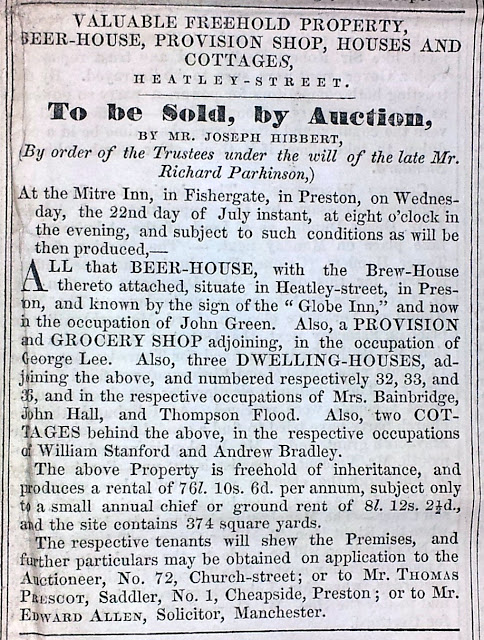 VALUABLE FREEHOLD PROPERTY,
BEER-HOUSE, PROVISION SHOP, HOUSES AND
COTTAGES,
HEATLEY-STREET.
To be Sold, by Auction,
BY MR. JOSEPH HIBBERT,
(By order of the Trustees under the will of the late Mr.
Richard Parkinson,)
At the Mitre Inn, in Fishergate, in Preston, on Wednes-
day, the 22nd day of July instant, at eight o'clock in
the evening, and subject to such conditions as will be
then produced,—
ALL that BEER-HOUSE, with the Brew-House
thereto attached, situate in Heatley-street, in Pres-
ton, and known by the sign of the "Globe Inn," and now
in the occupation of John Green. Also, a PROVISION
and GROCERY SHOP adjoining, in the occupation of
George Lee. Also, three DWELLING-HOUSES, ad-
joining the above, and numbered respectively 32, 33, and
and in the respective occupations of Mrs. Bainbridge,
John Hall, and Thompson Flood. Also, two COT-
TAGES behind the above, in the respective occupations
of William Stanford and Andrew Bradley.
The above Property is freehold of inheritance, and
produces a rental of 76l. 10s. 6d. per annum, subject only
to a small annual chief or ground rent of 8l. 12s. 2½d.,
and the site contains 374 square yards.
The respective tenants will shew the Premises, and
further particulars may be obtained on application to the
Auctioneer, No. 72, Church-street; or to Mr. THOMAS
PRESCOT, Saddler, No. 1, Cheapside, Preston; or to Mr.
EDWARD ALLEN, Solicitor, Manchester.